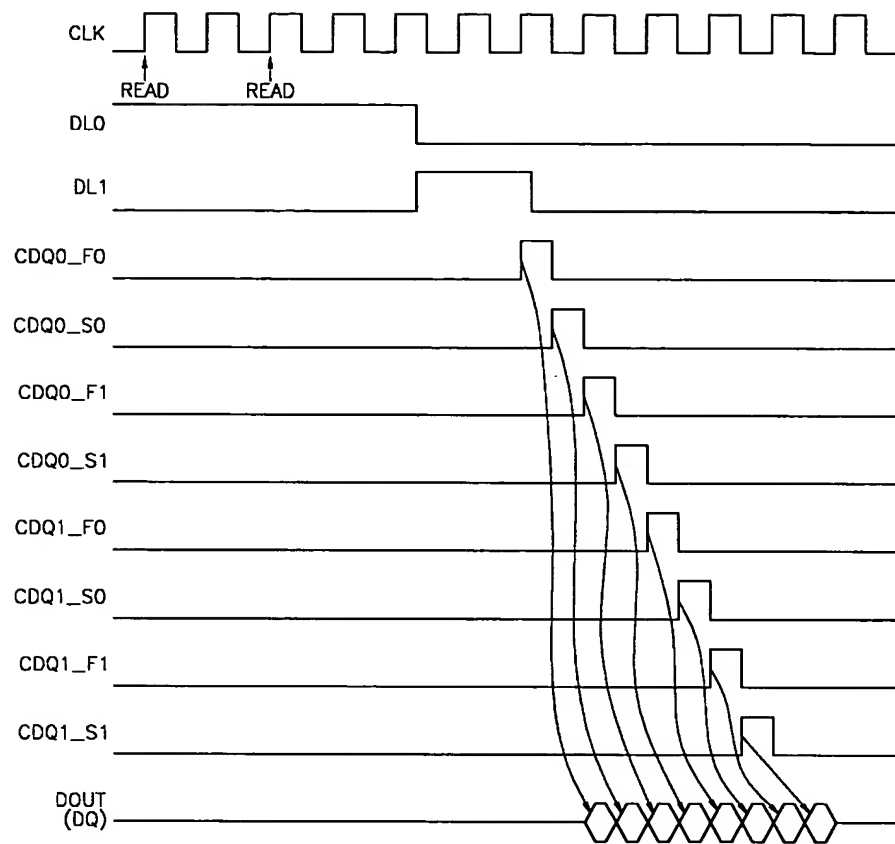 CLK
READ READ
DL0
DL1
CDQ0_F0
CDQ0_S0
CDQ0_F1
CDQ0_S1
CDQ1_F0
CDQ1_S0
CDQ1_F1
CDQ1_S1
DOUT
(DQ)